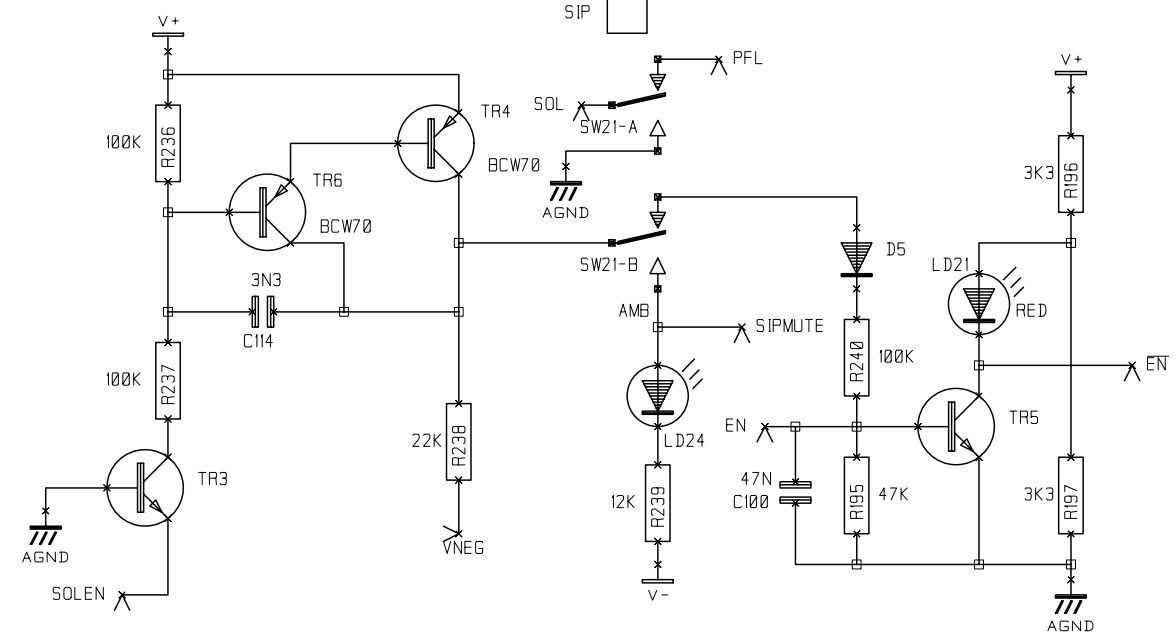 SIP
V+
PFL
V+
SOL
TR4
SW21-A
100K
R236
BCW70
TR6
3K3
R196
BCW70
AGND
D5
SW21-B
LD21
3N3
AMB
RED
C114
SIPMUTE
R240
100K
EN
100K
R237
TR5
EN
22K
R238
LD24
TR3
47N
C100
R195
47K
3K3
R197
12K
R239
VNEG
AGND
SOLEN
V-
AGND